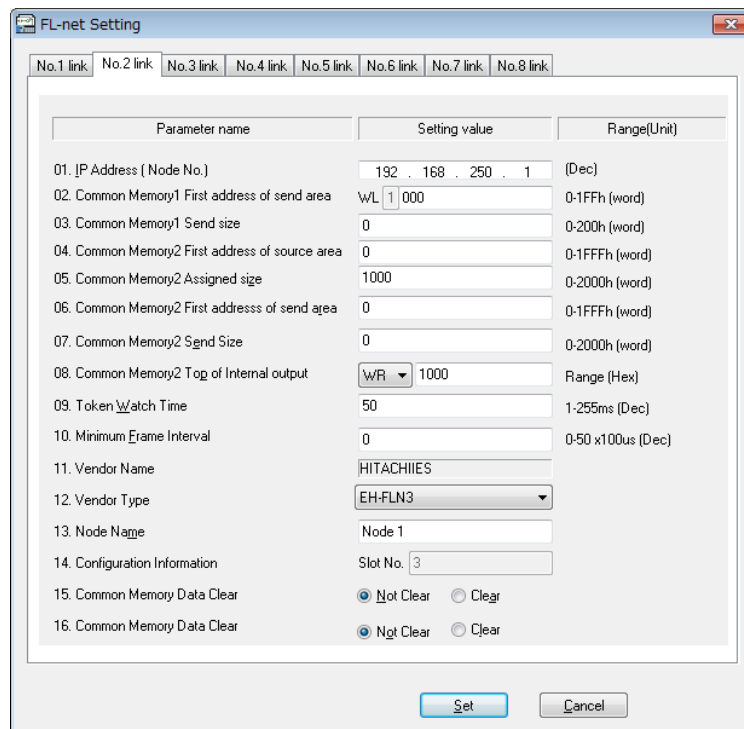 FL-net Setting
No.1 link No.2 link No.3 link No.4 link No.5 link No.6 link No.7 link No.8 link
Parameter name Setting value Range(Unit)
01. IP Address ( Node No.) 192 . 168 . 250 . 1 (Dec)
02. Common Memory1 First address of send area WL 1 000 0-1FFh (word)
03. Common Memory1 Send size 0 0-200h (word)
04. Common Memory2 First address of source area 0 0-1FFFh (word)
05. Common Memory2 Assigned size 1000 0-2000h (word)
06. Common Memory2 First addresss of send area 0 0-1FFFh (word)
07. Common Memory2 Send Size 0 0-2000h (word)
08. Common Memory2 Top of Internal output WR 1000 Range (Hex)
09. Token Watch Time 50 1-255ms (Dec)
10. Minimum Frame Interval 0 0-50 x100us (Dec)
11. Vendor Name HITACHIIES
12. Vendor Type EH-FLN3
13. Node Name Node 1
14. Configuration Information Slot No. 3
15. Common Memory Data Clear Not Clear Clear
16. Common Memory Data Clear Not Clear Clear
Set Cancel